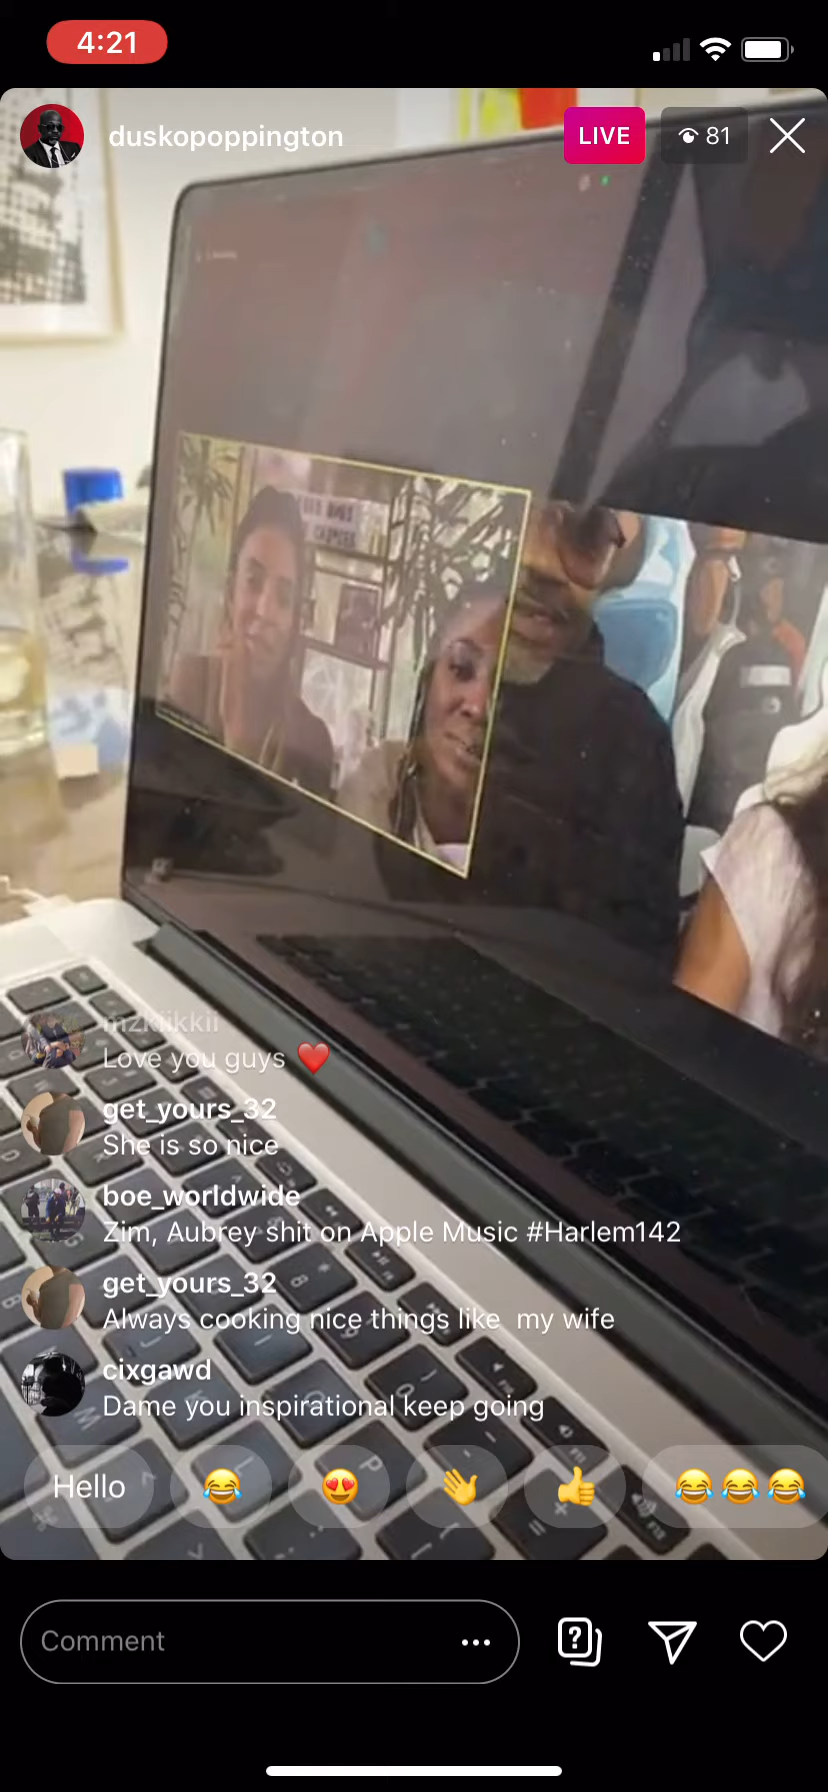 4:21
duskopoppington
LIVE
81
mzkiikkii
Love you guys ❤️
get_yours_32
She is so nice
boe_worldwide
Zim, Aubrey shit on Apple Music #Harlem142
get_yours_32
Always cooking nice things like  my wife
cixgawd
Dame you inspirational keep going
Hello 😂 😍 👋 👍 😂😂😂
Comment